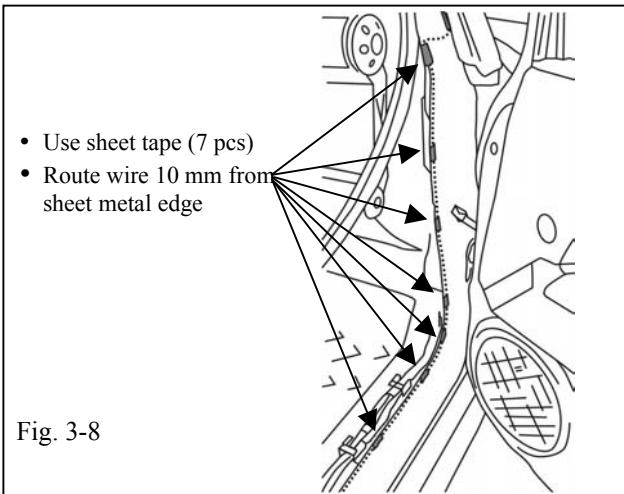 • Use sheet tape (7 pcs)
• Route wire 10 mm from
sheet metal edge
Fig. 3-8